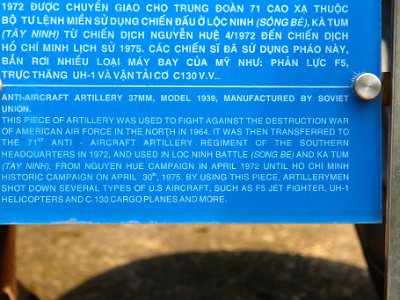 1972 ĐƯỢC CHUYỂN GIAO CHO TRUNG ĐOÀN 71 CAO XẠ THUỘC
BỘ TƯ LỆNH MIỀN SỬ DỤNG CHIẾN ĐẤU Ở LỘC NINH (SÔNG BÉ), KÀ TUM
(TÂY NINH) TỪ CHIẾN DỊCH NGUYỄN HUỆ 4/1972 ĐẾN CHIẾN DỊCH
HỒ CHÍ MINH LỊCH SỬ 1975. CÁC CHIẾN SĨ ĐÃ SỬ DỤNG PHÁO NÀY,
BẮN RƠI NHIỀU LOẠI MÁY BAY CỦA MỸ NHƯ: PHẢN LỰC F5,
TRỰC THĂNG UH-1 VÀ VẬN TẢI CƠ C130 V.V...
ANTI-AIRCRAFT ARTILLERY 37MM, MODEL 1939, MANUFACTURED BY SOVIET
UNION.
THIS PIECE OF ARTILLERY WAS USED TO FIGHT AGAINST THE DESTRUCTION WAR
OF AMERICAN AIR FORCE IN THE NORTH IN 1964. IT WAS THEN TRANSFERRED TO
THE 71ST ANTI - AIRCRAFT ARTILLERY REGIMENT OF THE SOUTHERN
HEADQUARTERS IN 1972, AND USED IN LOC NINH BATTLE (SONG BE) AND KA TUM
(TAY NINH). FROM NGUYEN HUE CAMPAIGN IN APRIL 1972 UNTIL HO CHI MINH
HISTORIC CAMPAIGN ON APRIL 30th, 1975. BY USING THIS PIECE, ARTILLERYMEN
SHOT DOWN SEVERAL TYPES OF U.S AIRCRAFT, SUCH AS F5 JET FIGHTER, UH-1
HELICOPTERS AND C.130 CARGO PLANES AND MORE.